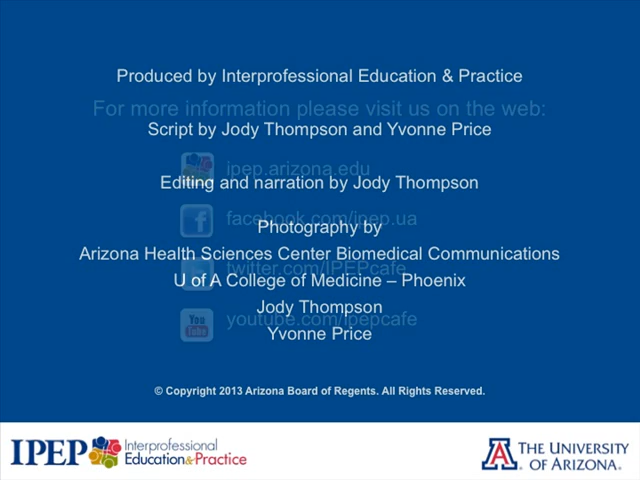 Produced by Interprofessional Education & Practice
For more information please visit us on the web:
Script by Jody Thompson and Yvonne Price
ipep.arizona.edu
Editing and narration by Jody Thompson
facebook.com/ipep.ua
Photography by
Arizona Health Sciences Center Biomedical Communications
twitter.com/IPEPcafe
U of A College of Medicine – Phoenix
Jody Thompson
You Tube
youtube.com/ipepcafe
Yvonne Price
© Copyright 2013 Arizona Board of Regents. All Rights Reserved.
IPEP Interprofessional
Education&Practice
A THE UNIVERSITY
OF ARIZONA.